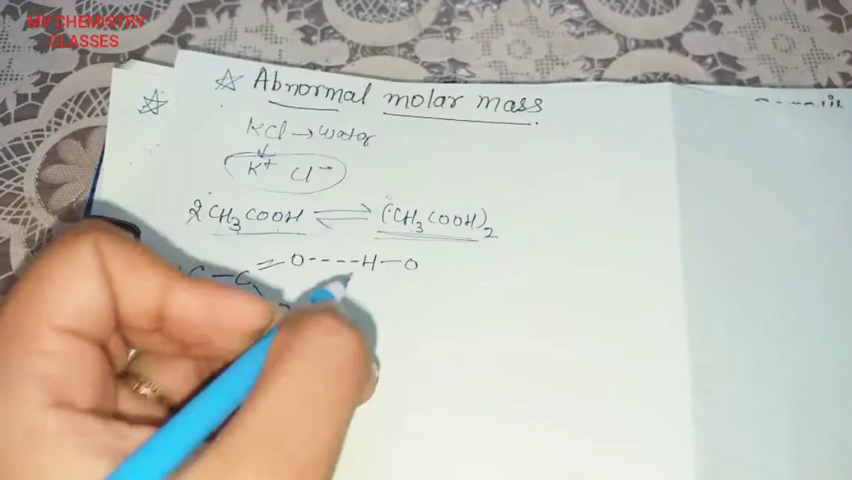 MV CHEMISTRY
CLASSES
☆ Abnormal molar mass
☆
KCl → water
↓
K⁺ Cl⁻
2CH₃COOH ⇌ (CH₃COOH)₂
C — C = O ---- H — O